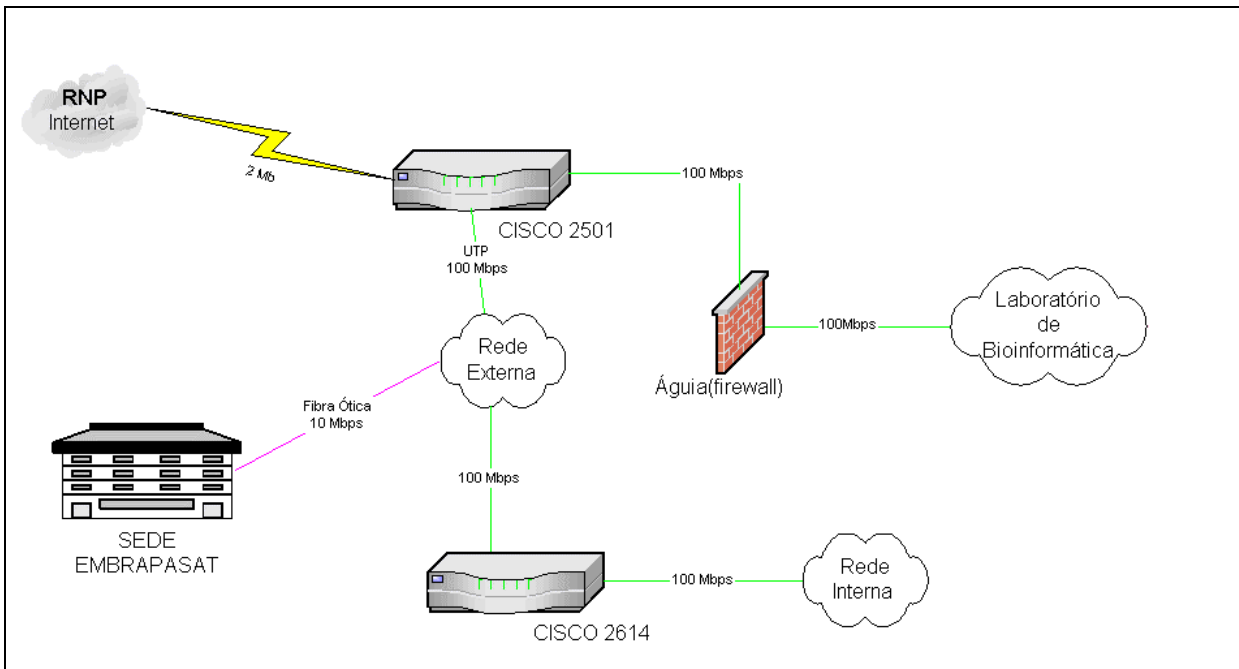 RNP
Internet
2 Mb
CISCO 2501
100 Mbps
UTP
100 Mbps
Rede
Externa
Águia(firewall)
100Mbps
Laboratório
de
Bioinformática
Fibra Ótica
10 Mbps
SEDE
EMBRAPASAT
100 Mbps
CISCO 2614
100 Mbps
Rede
Interna